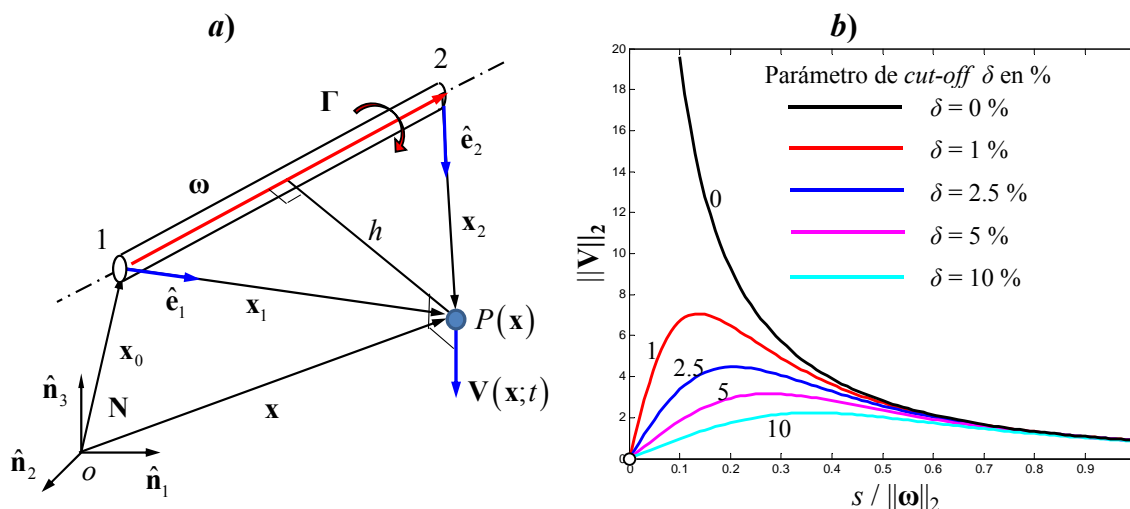 a)
2
Γ
ê₂
ω
x₂
1
h
ê₁
x₁
P(x)
x₀
V(x;t)
n̂₃
N
x
n̂₂
o
n̂₁
b)
Parámetro de cut-off δ en %
δ = 0 %
δ = 1 %
δ = 2.5 %
δ = 5 %
δ = 10 %
20
18
16
14
12
10
8
6
4
2
0
||V||₂
0
1
2.5
5
10
0 0.1 0.2 0.3 0.4 0.5 0.6 0.7 0.8 0.9
s / ||ω||₂